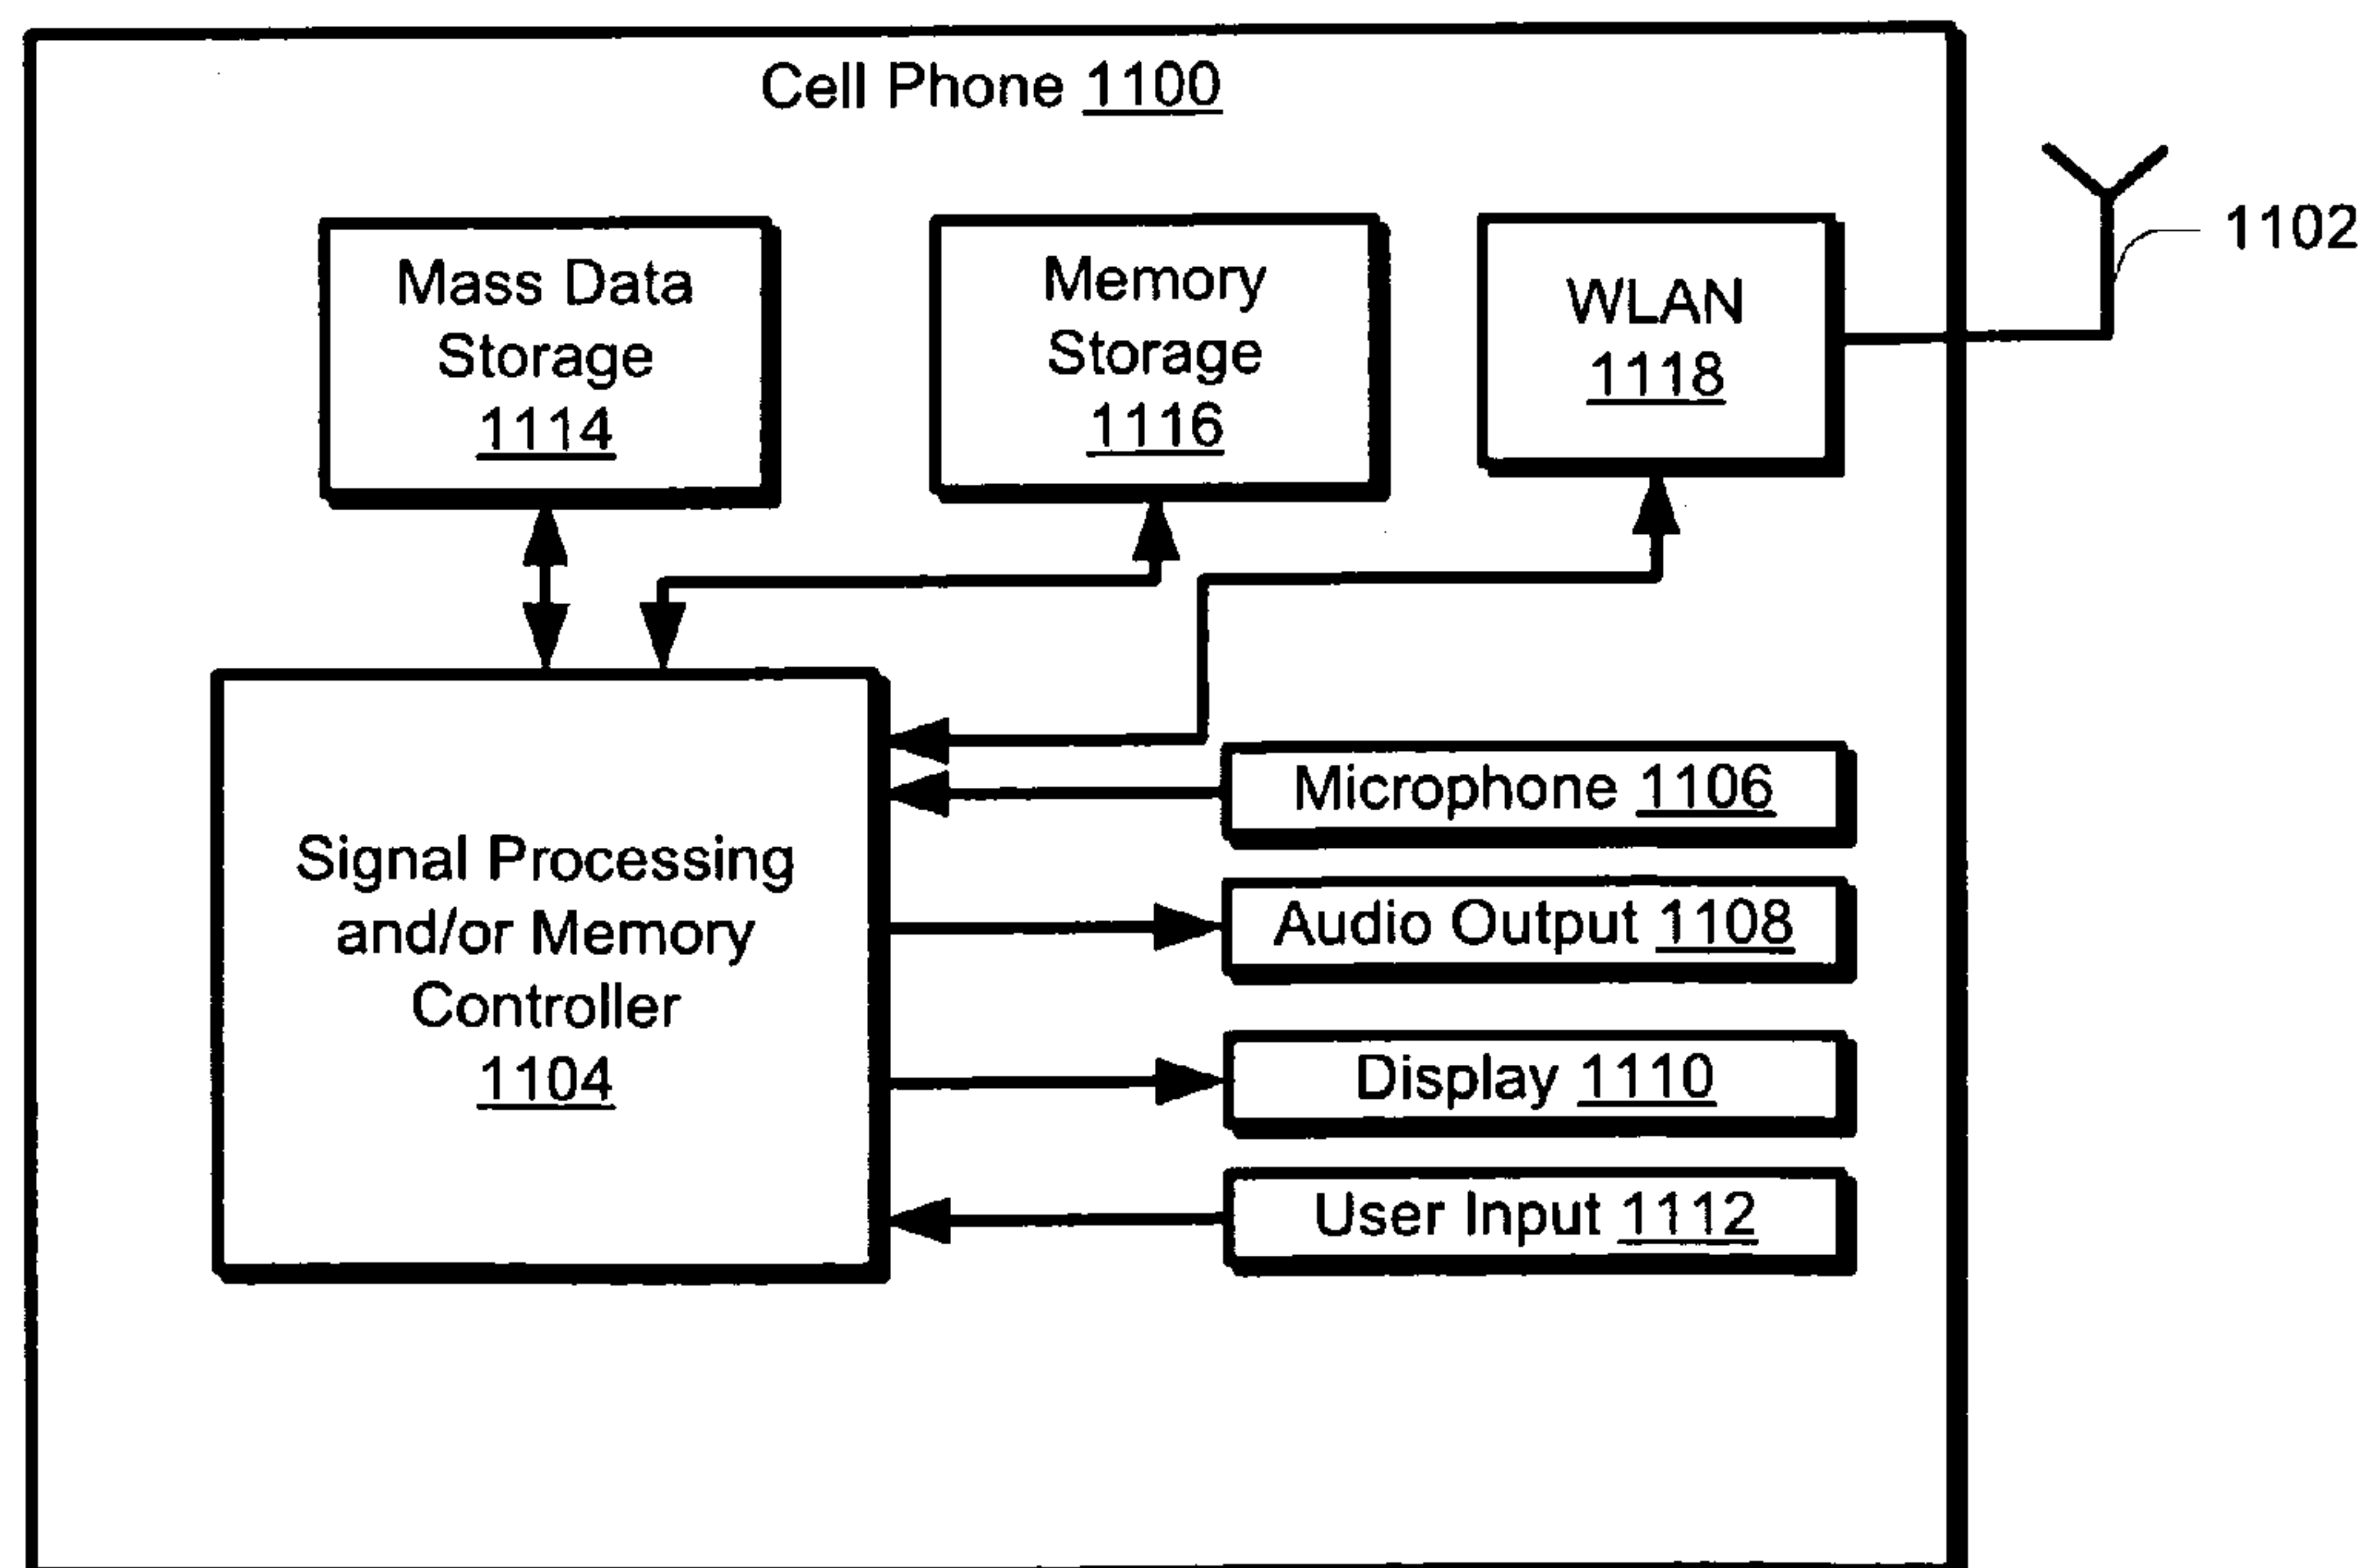 Cell Phone 1100
Mass Data
Storage
1114
Memory
Storage
1116
WLAN
1118
1102
Signal Processing
and/or Memory
Controller
1104
Microphone 1106
Audio Output 1108
Display 1110
User Input 1112